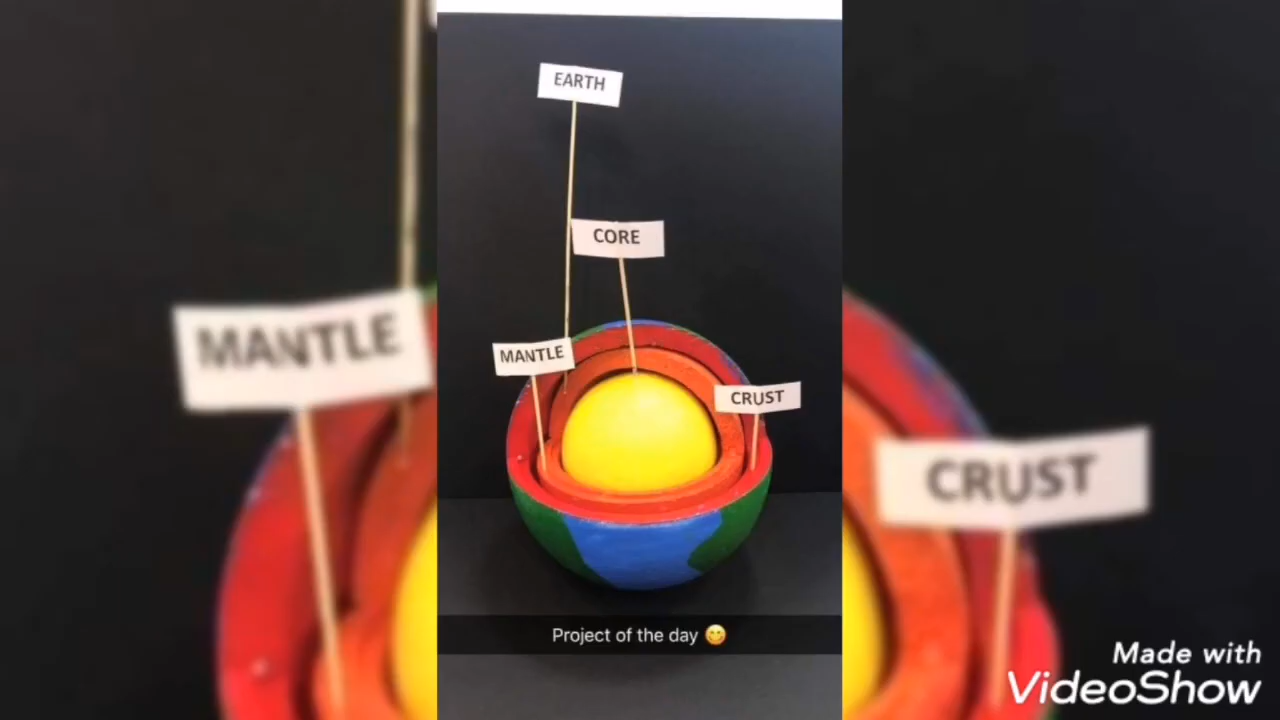 EARTH
CORE
MANTLE
CRUST
MANTLE
CRUST
Project of the day 😋
Made with
VideoShow